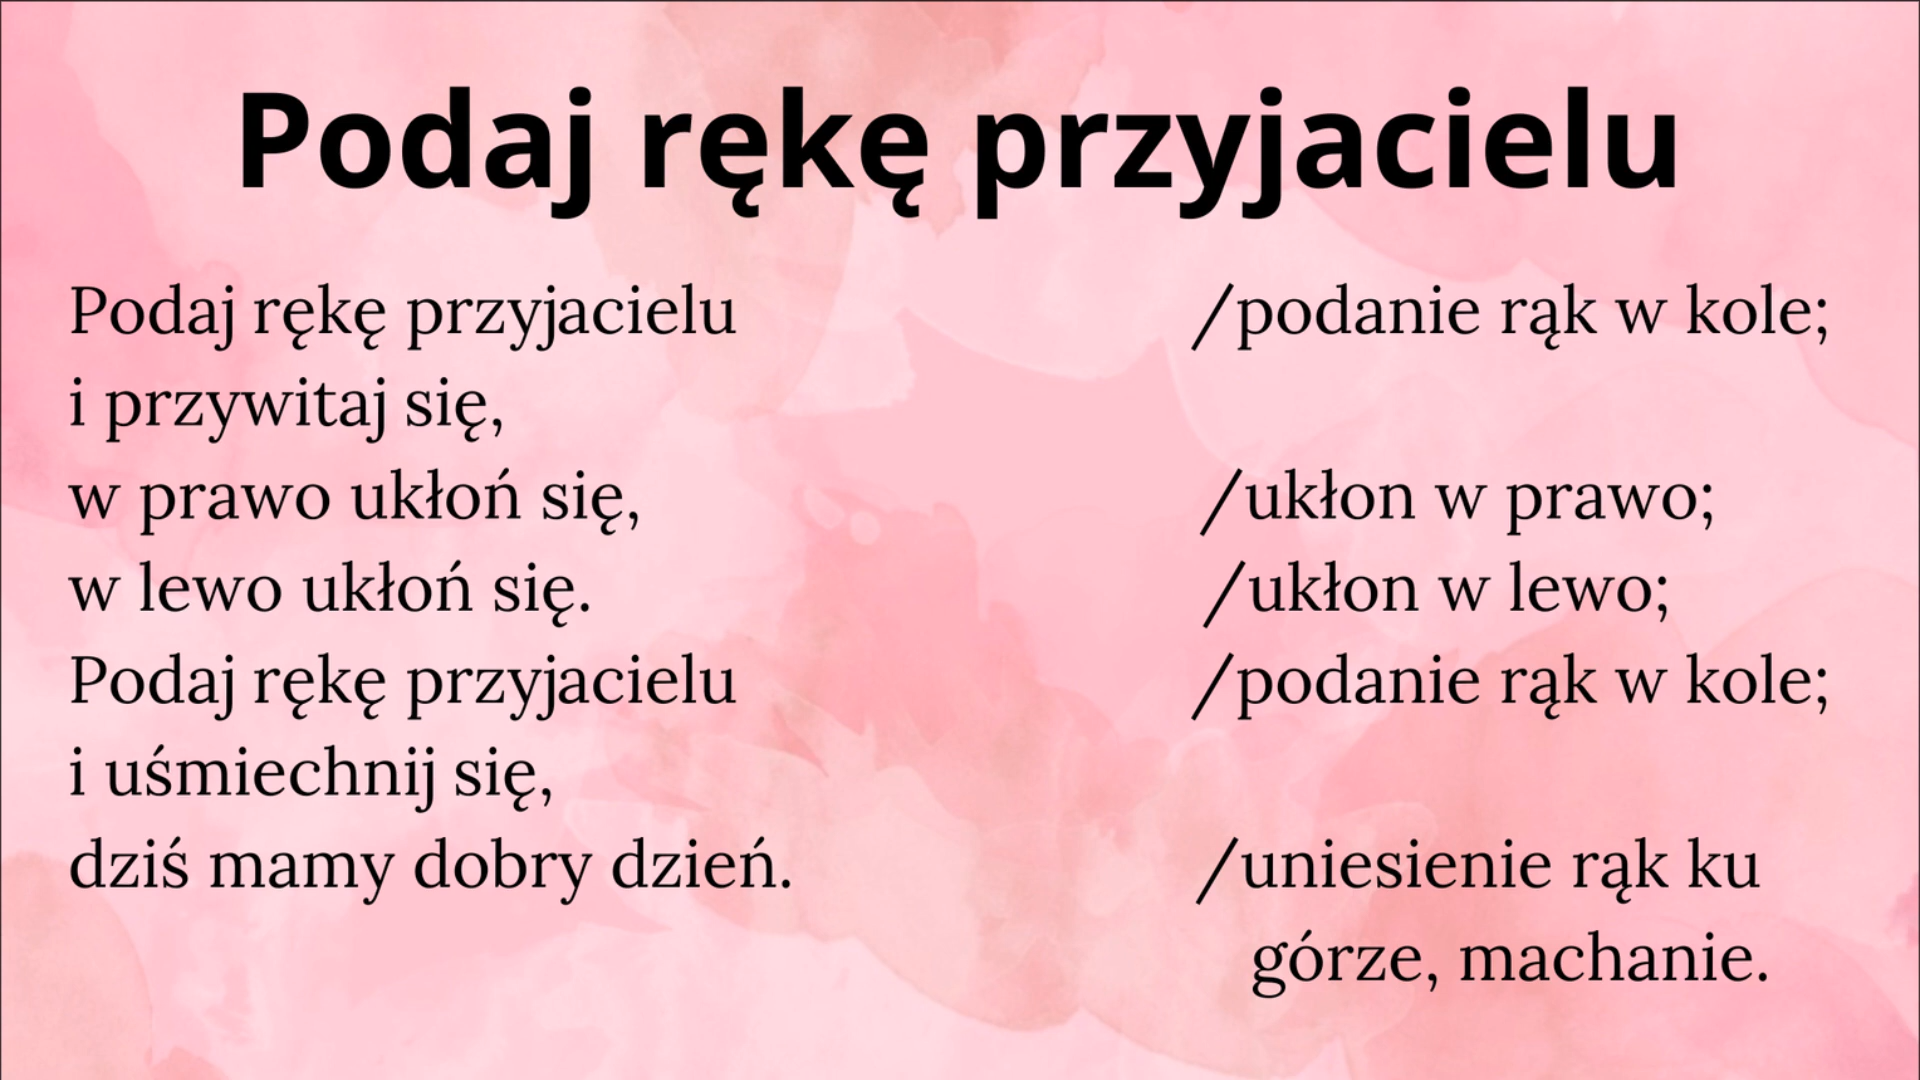 Podaj rękę przyjacielu
Podaj rękę przyjacielu /podanie rąk w kole;
i przywitaj się,
w prawo ukłoń się, /ukłon w prawo;
w lewo ukłoń się. /ukłon w lewo;
Podaj rękę przyjacielu /podanie rąk w kole;
i uśmiechnij się,
dziś mamy dobry dzień. /uniesienie rąk ku
górze, machanie.